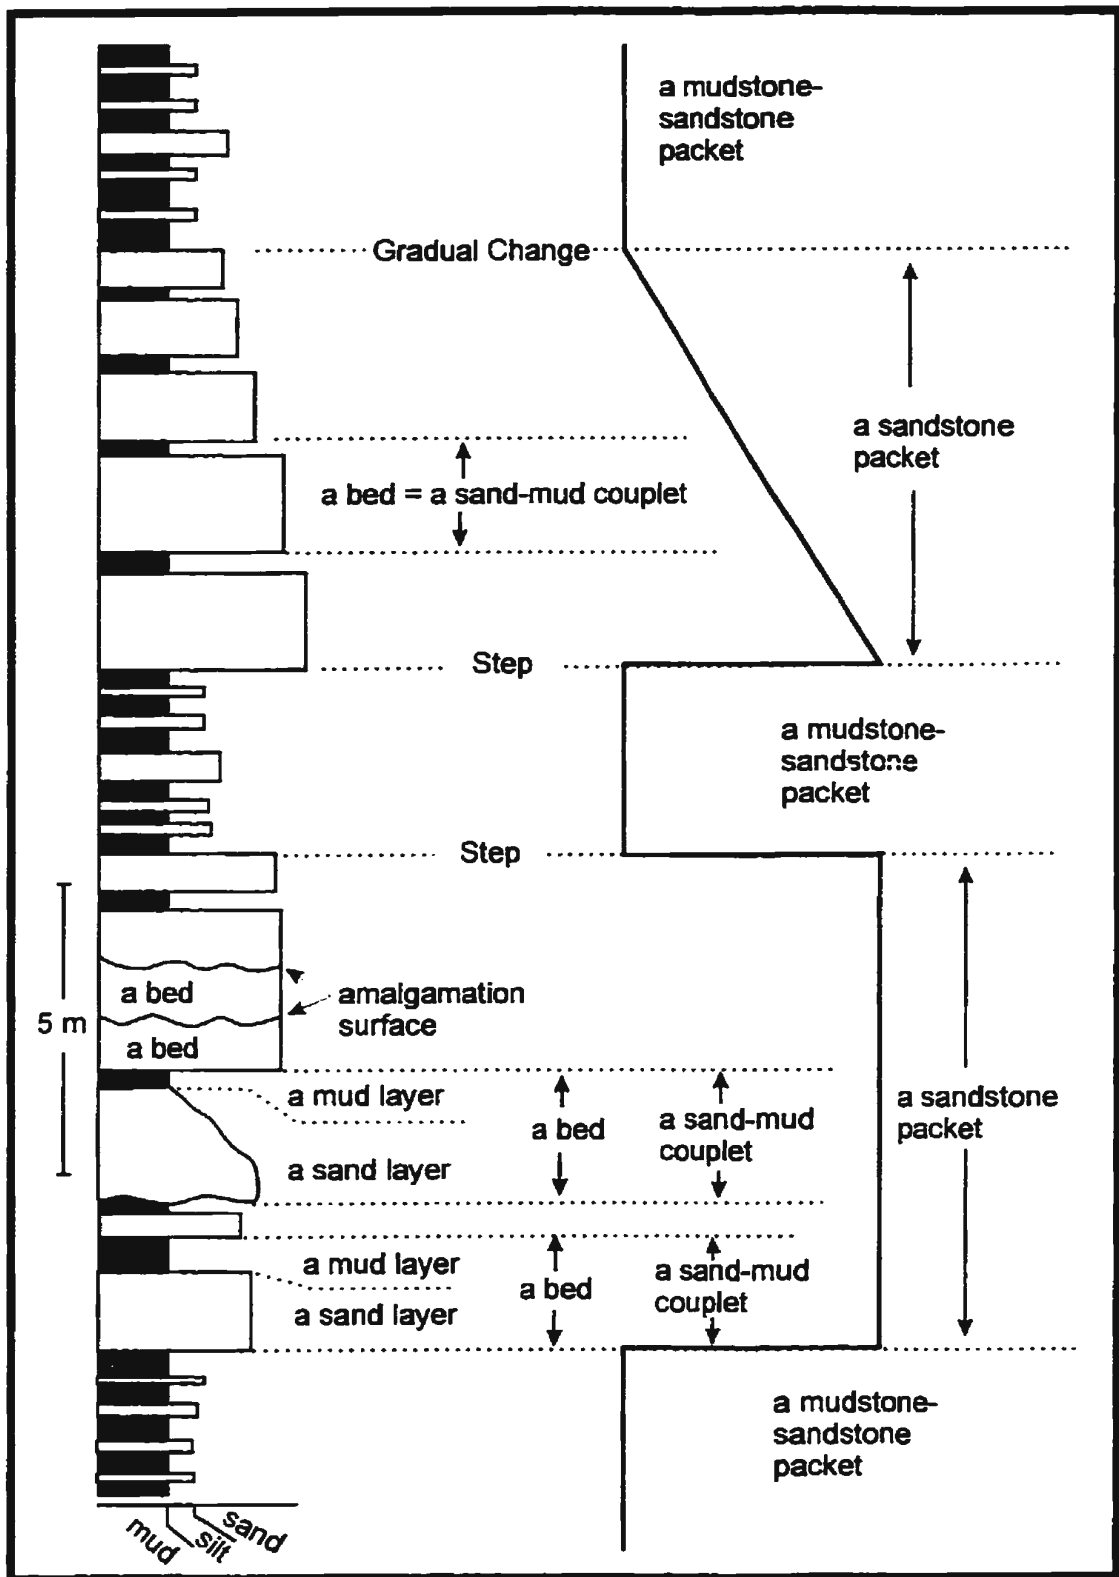 a mudstone-
sandstone
packet
Gradual Change
a sandstone
packet
a bed = a sand-mud couplet
Step
a mudstone-
sandstone
packet
Step
5 m
a bed
a bed
amalgamation
surface
a mud layer
a sand layer
a bed
a sand-mud
couplet
a sandstone
packet
a mud layer
a sand layer
a bed
a sand-mud
couplet
a mudstone-
sandstone
packet
mud
silt
sand